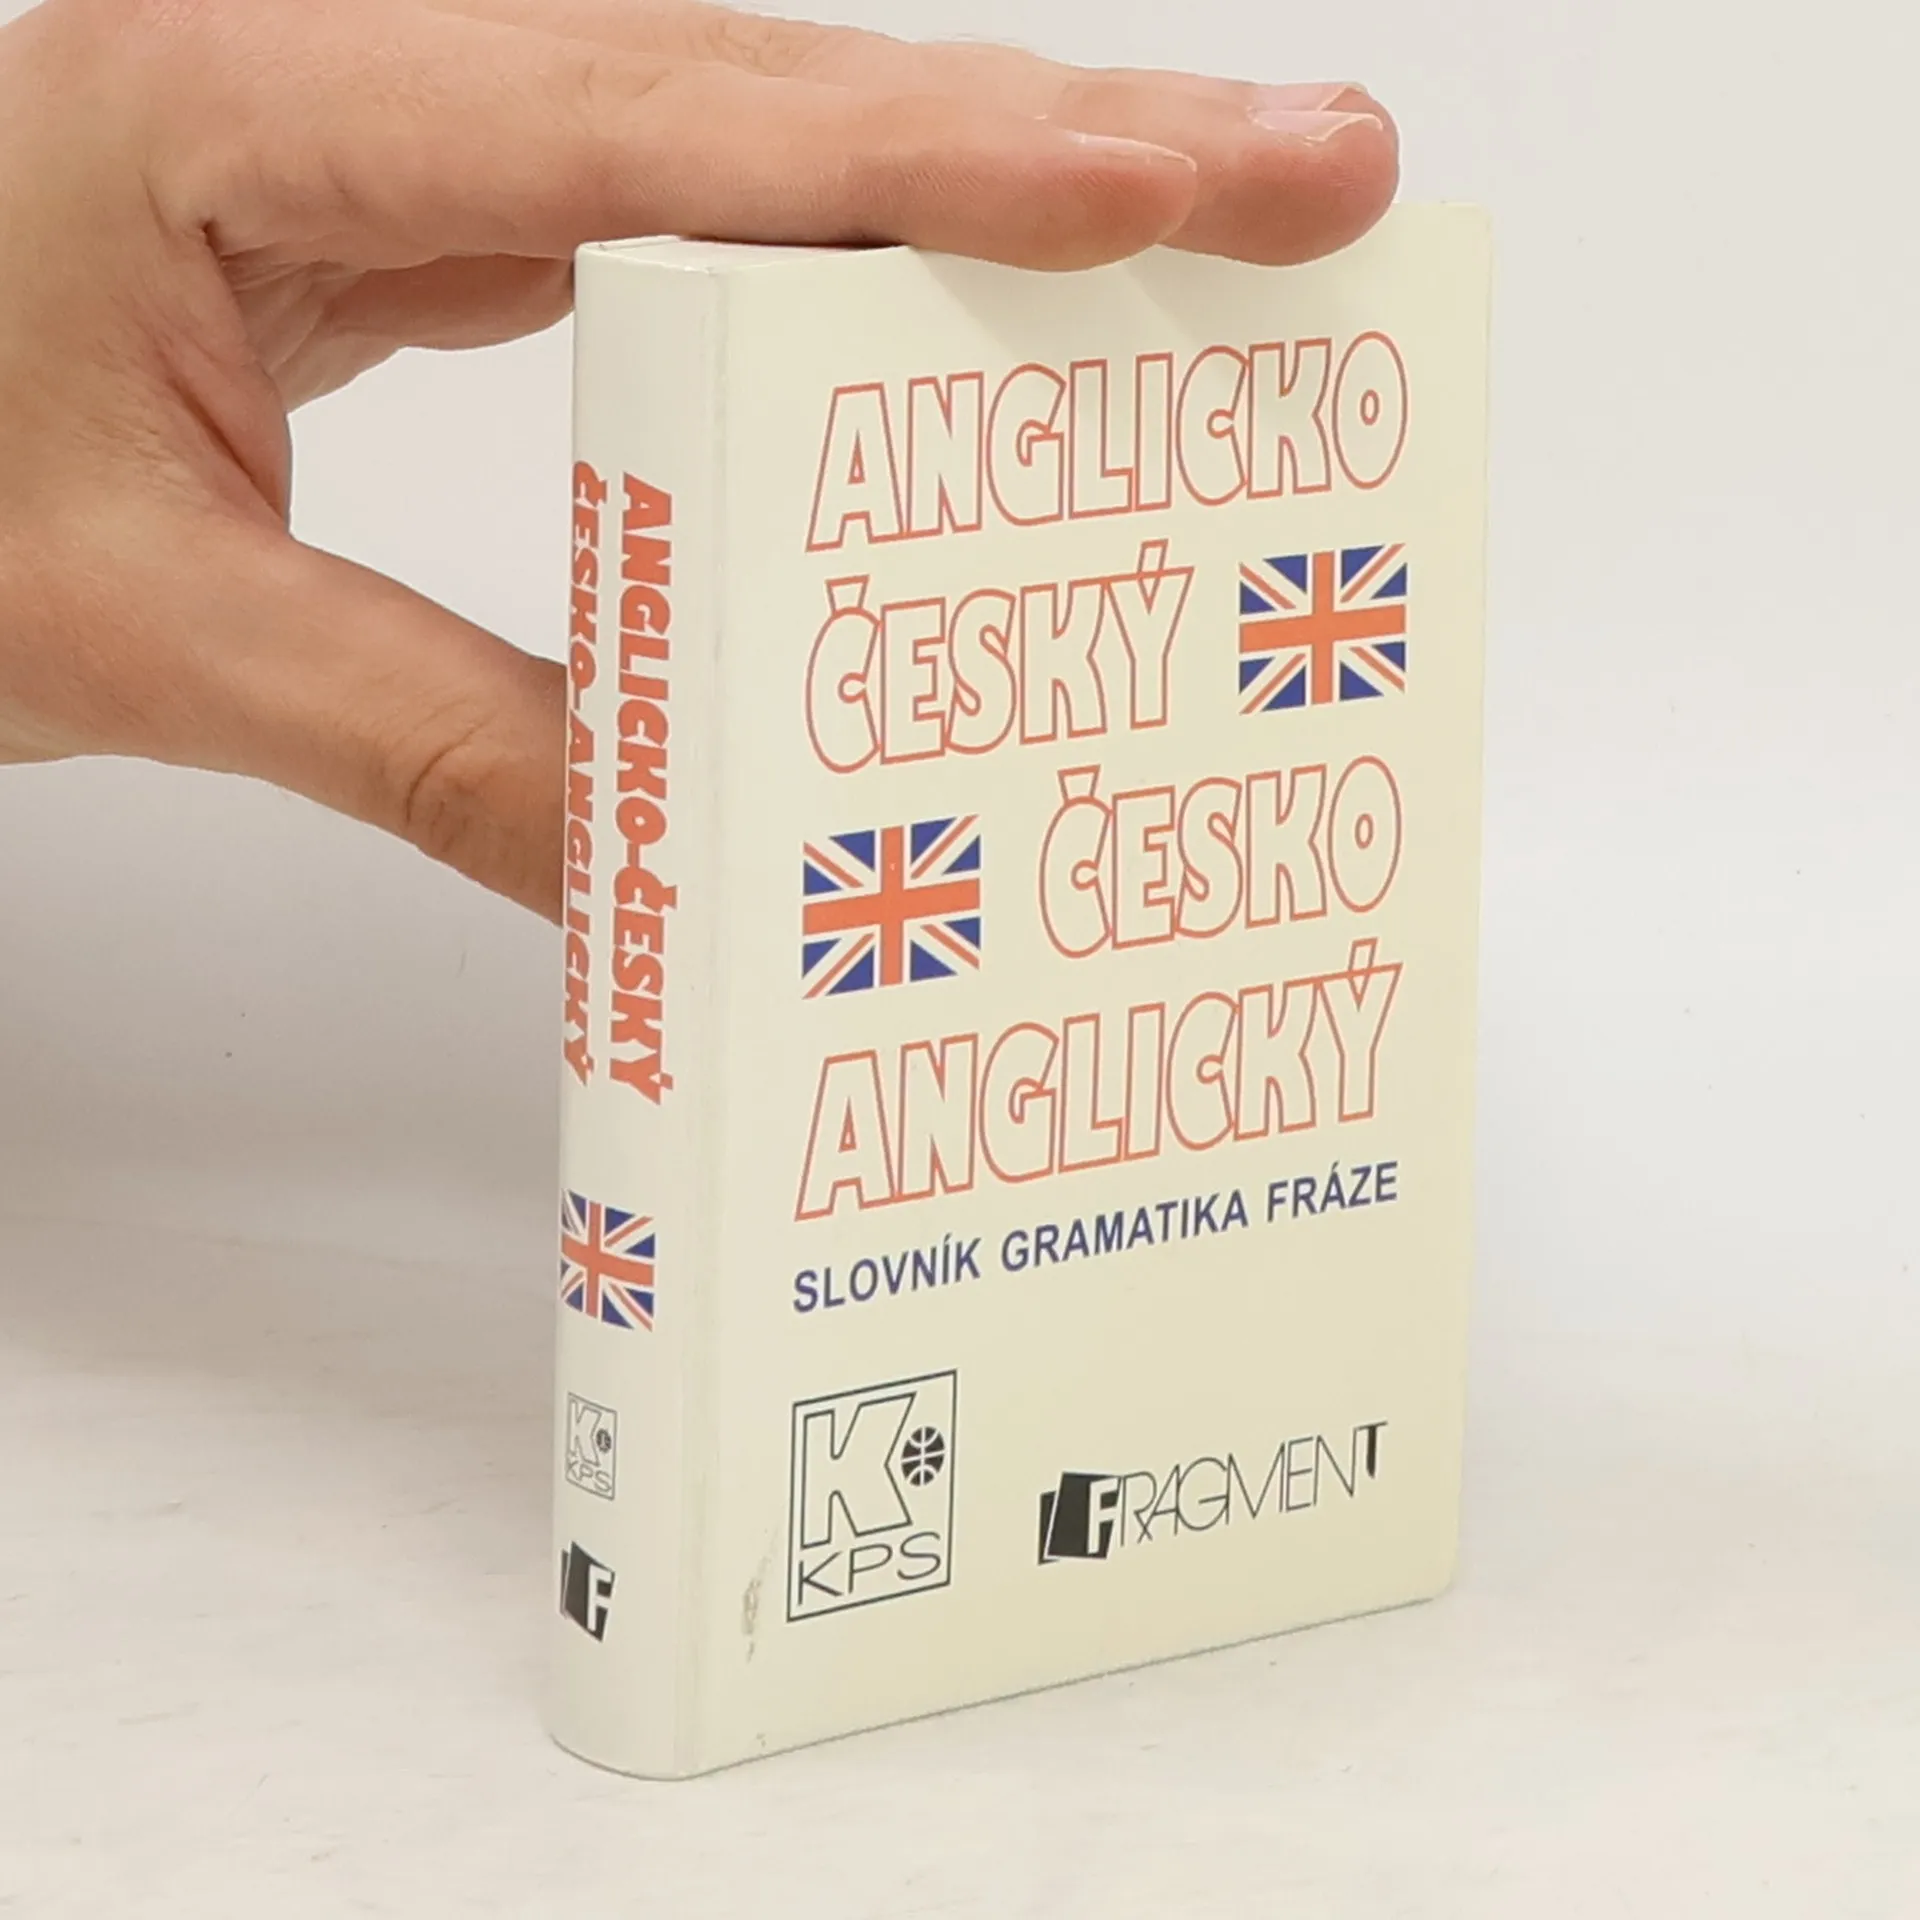 ANGLICKO-ČESKÝ
ČESKO-ANGLICKÝ
K
KPS
F
ANGLICKO
ČESKÝ
ČESKO
ANGLICKÝ
SLOVNÍK GRAMATIKA FRÁZE
K
KPS
FRAGMENT